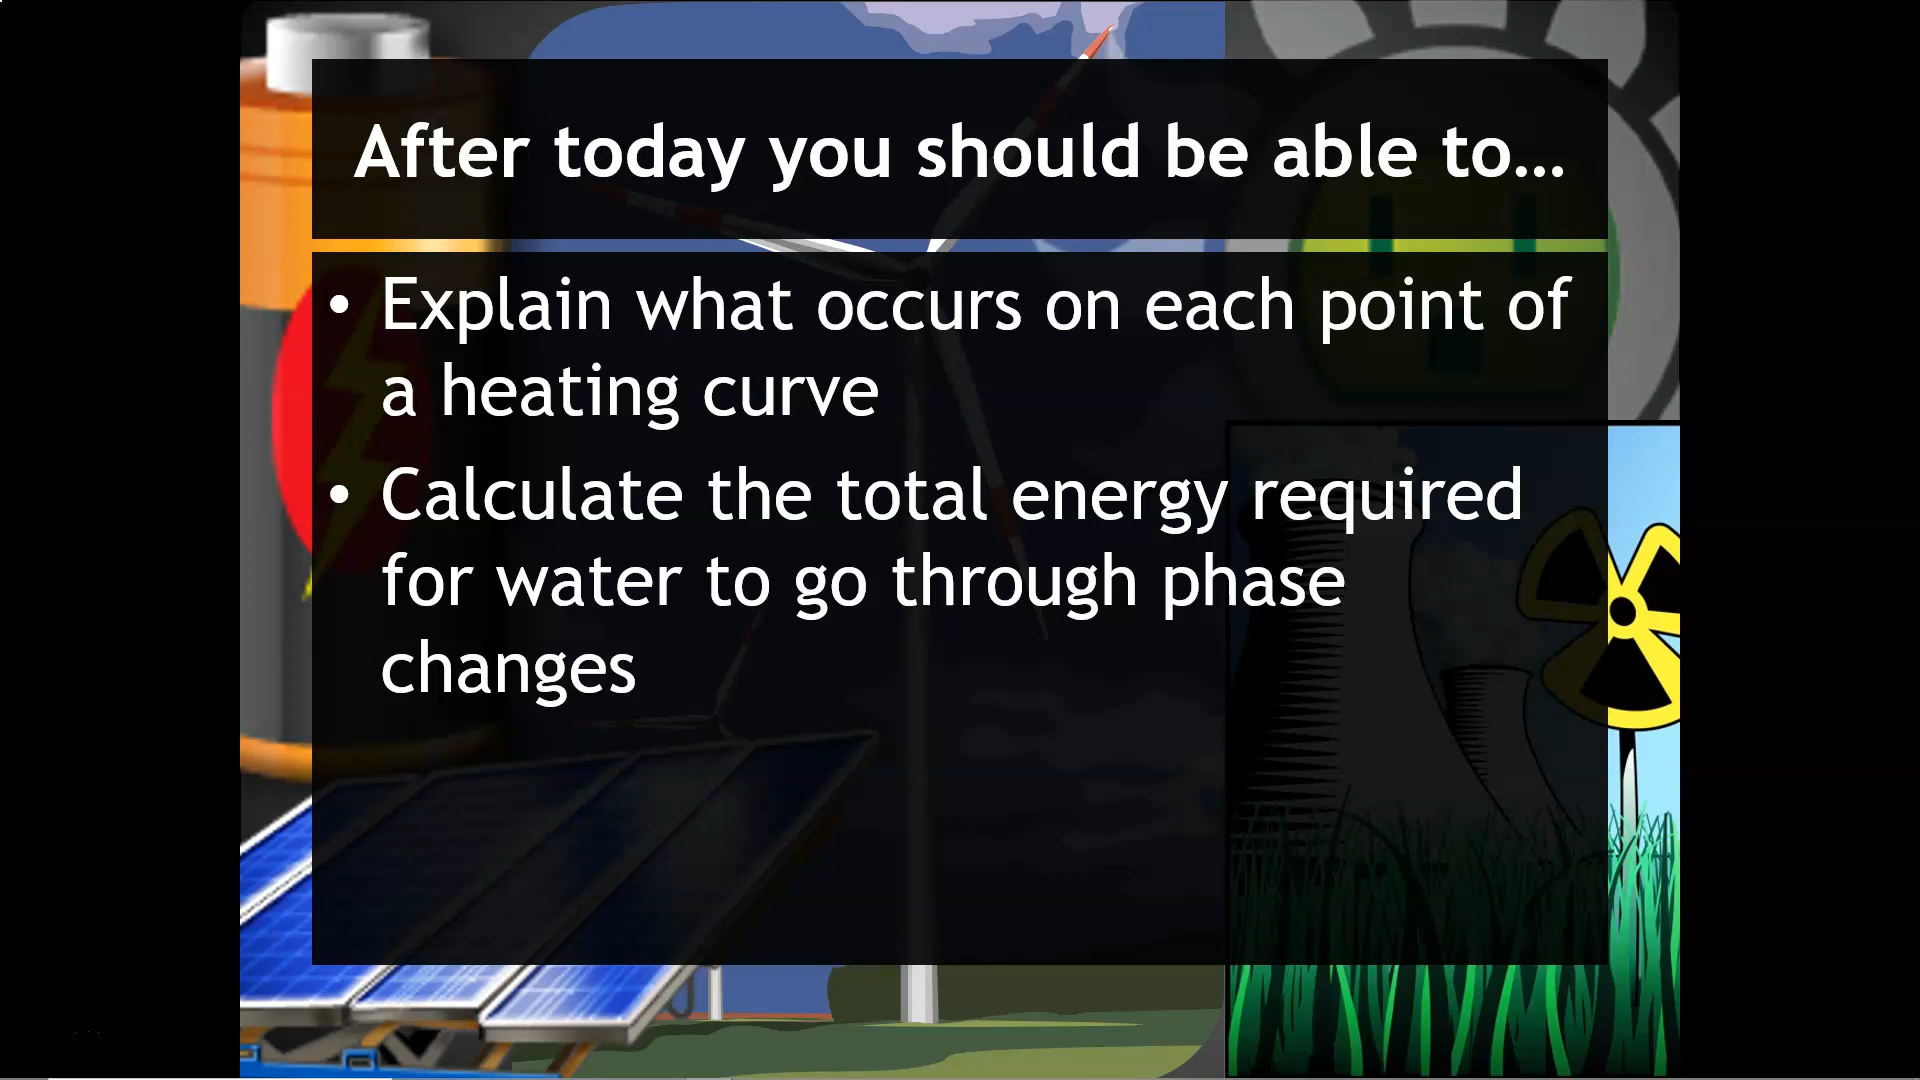 After today you should be able to…
• Explain what occurs on each point of
a heating curve
• Calculate the total energy required
for water to go through phase
changes